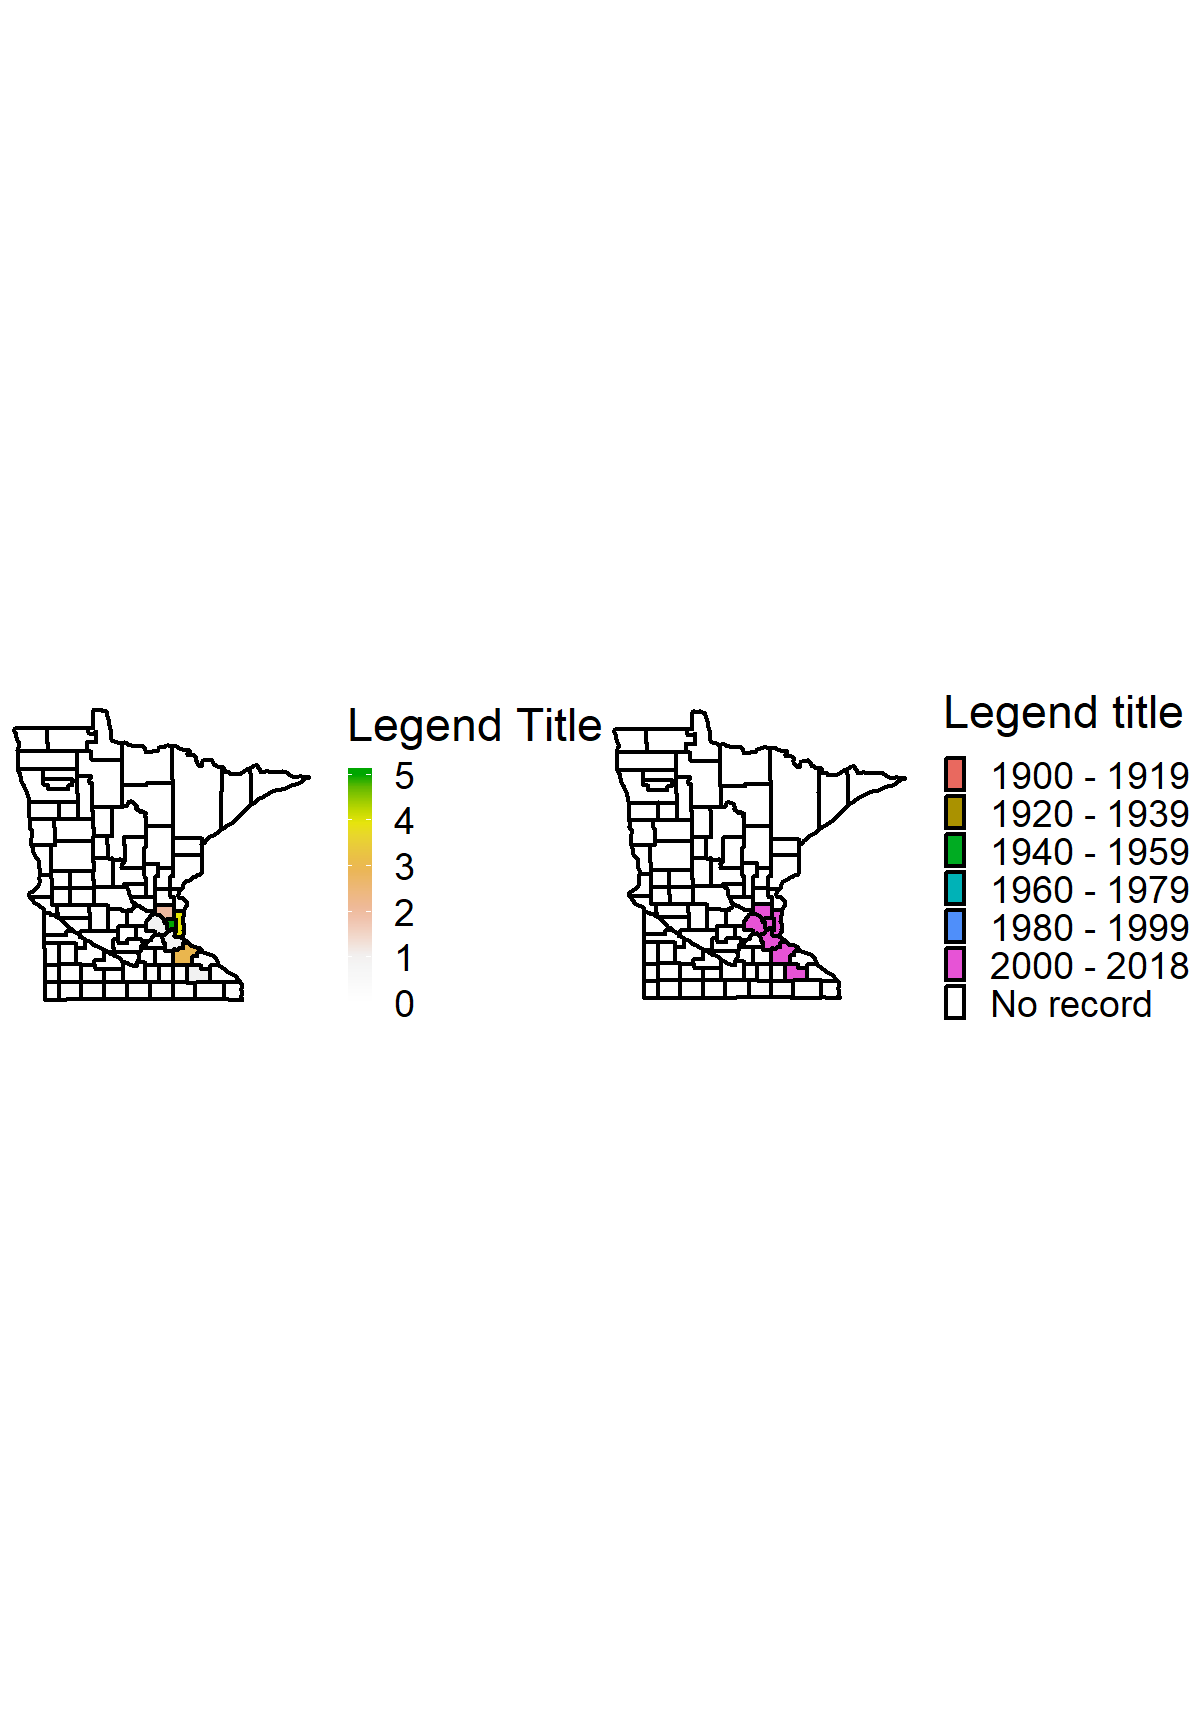 Legend Title
5
4
3
2
1
0
Legend title
1900 - 1919
1920 - 1939
1940 - 1959
1960 - 1979
1980 - 1999
2000 - 2018
No record